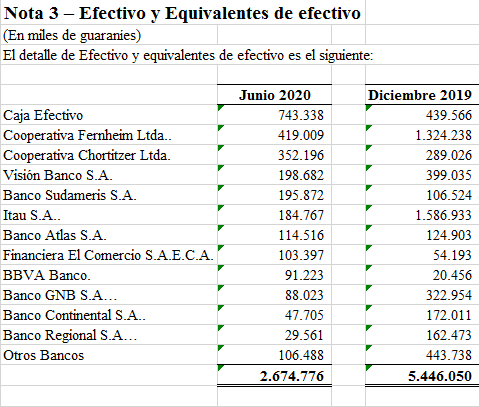 Nota 3 – Efectivo y Equivalentes de efectivo
(En miles de guaranies)
El detalle de Efectivo y equivalentes de efectivo es el siguiente:
Junio 2020 Diciembre 2019
Caja Efectivo 743.338 439.566
Cooperativa Fernheim Ltda.. 419.009 1.324.238
Cooperativa Chortitzer Ltda. 352.196 289.026
Visión Banco S.A. 198.682 399.035
Banco Sudameris S.A. 195.872 106.524
Itau S.A.. 184.767 1.586.933
Banco Atlas S.A. 114.516 124.903
Financiera El Comercio S.A.E.C.A. 103.397 54.193
BBVA Banco. 91.223 20.456
Banco GNB S.A… 88.023 322.954
Banco Continental S.A.. 47.705 172.011
Banco Regional S.A… 29.561 162.473
Otros Bancos 106.488 443.738
2.674.776 5.446.050